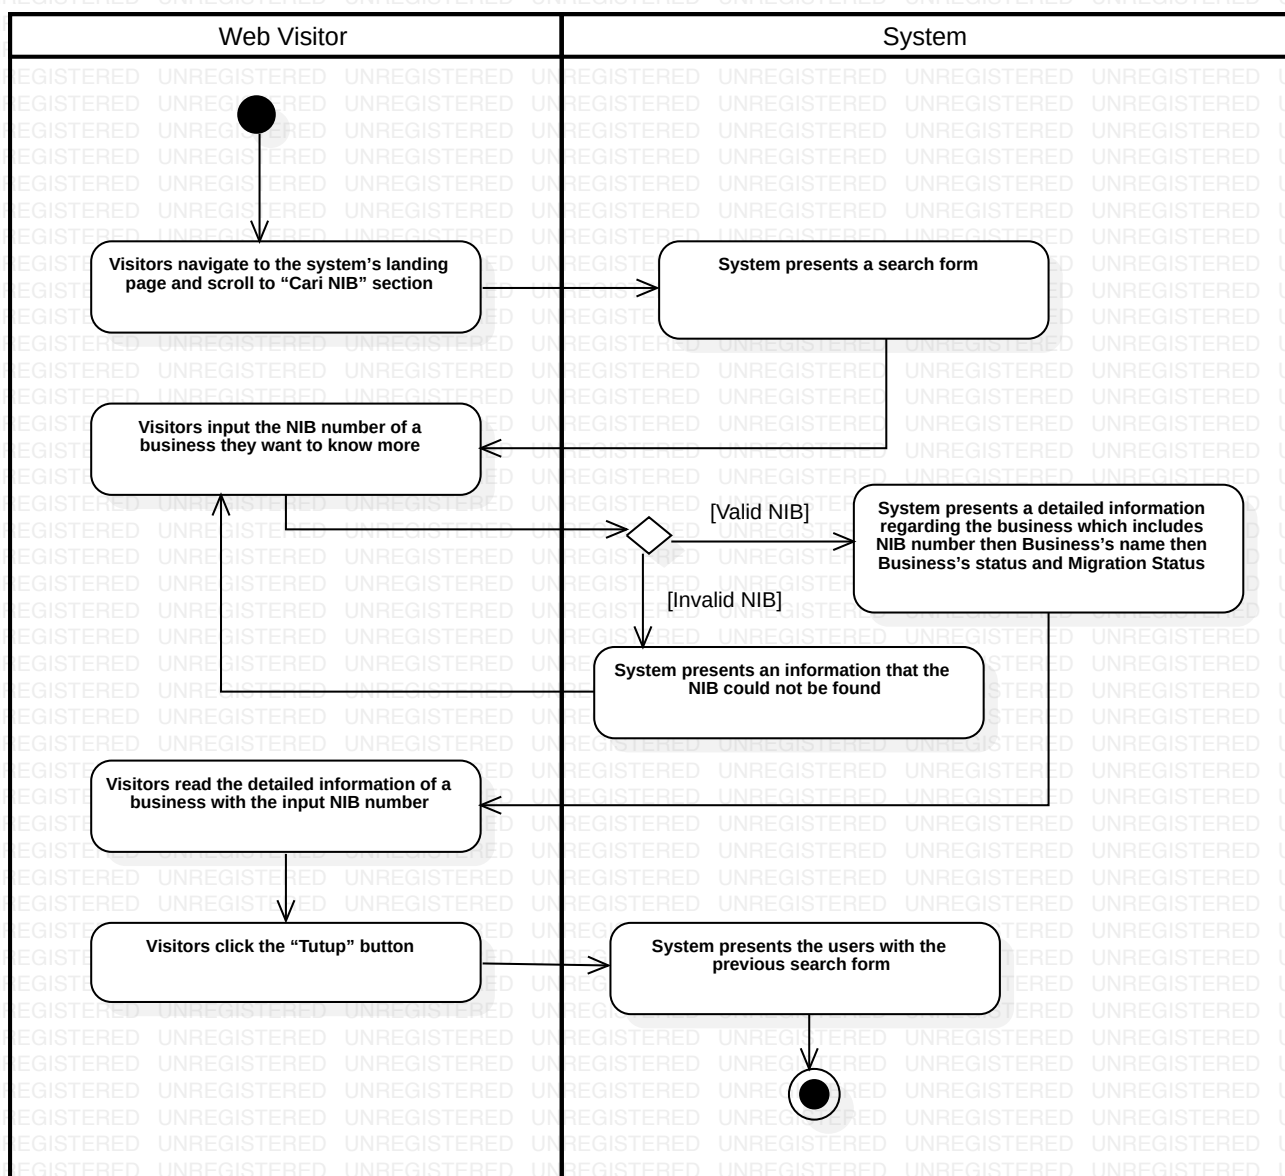 Web Visitor
System
Visitors navigate to the system’s landing
page and scroll to “Cari NIB” section
System presents a search form
Visitors input the NIB number of a
business they want to know more
[Valid NIB]
System presents a detailed information
regarding the business which includes
NIB number then Business’s name then
Business’s status and Migration Status
[Invalid NIB]
System presents an information that the
NIB could not be found
Visitors read the detailed information of a
business with the input NIB number
Visitors click the “Tutup” button
System presents the users with the
previous search form
UNREGISTERED